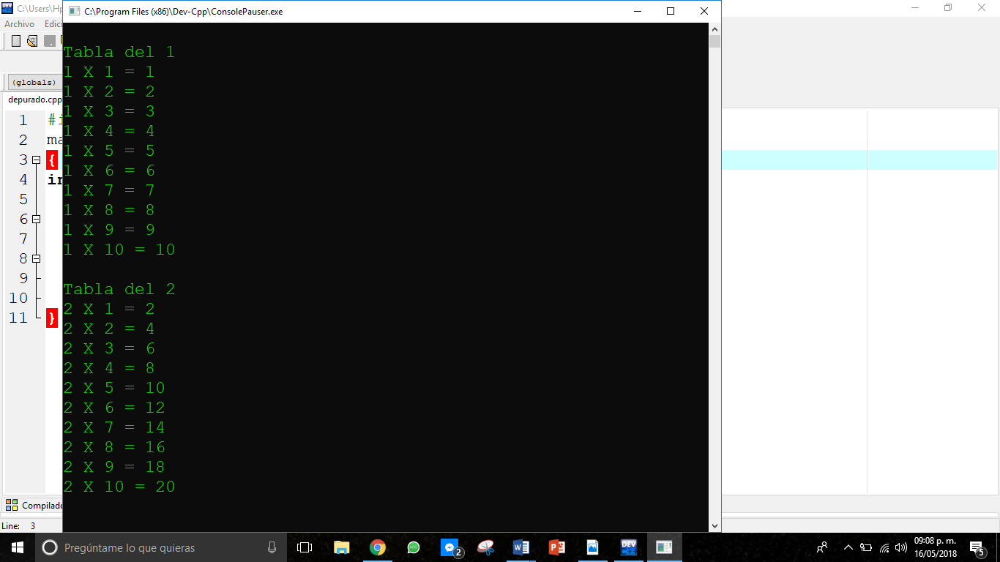 C:\Users\Hp
C:\Program Files (x86)\Dev-Cpp\ConsolePauser.exe
Archivo Edici
(globals)
depurado.cpp
1 #i
2 ma
3 {
4 in
5
6
7
8
9
10
11 }
Tabla del 1
1 X 1 = 1
1 X 2 = 2
1 X 3 = 3
1 X 4 = 4
1 X 5 = 5
1 X 6 = 6
1 X 7 = 7
1 X 8 = 8
1 X 9 = 9
1 X 10 = 10
Tabla del 2
2 X 1 = 2
2 X 2 = 4
2 X 3 = 6
2 X 4 = 8
2 X 5 = 10
2 X 6 = 12
2 X 7 = 14
2 X 8 = 16
2 X 9 = 18
2 X 10 = 20
Compilado
Line: 3
Pregúntame lo que quieras
2
DEV
09:08 p. m.
16/05/2018
5